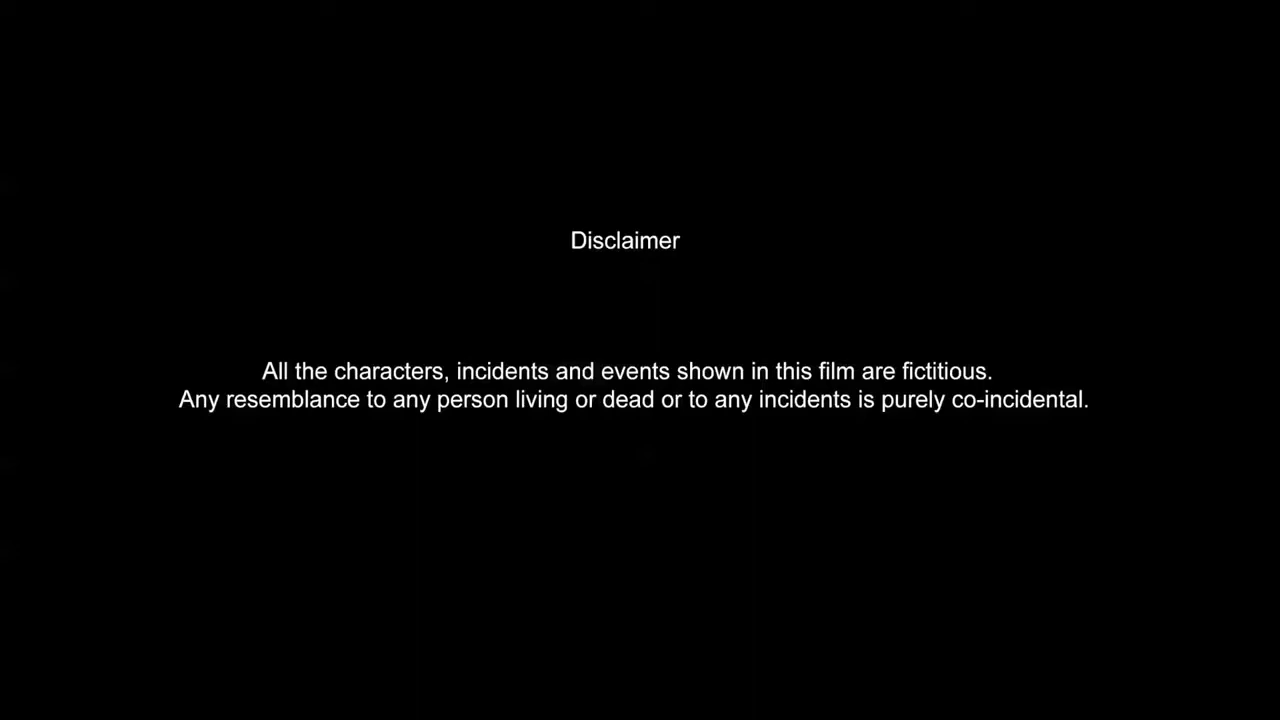 Disclaimer
All the characters, incidents and events shown in this film are fictitious.
Any resemblance to any person living or dead or to any incidents is purely co-incidental.